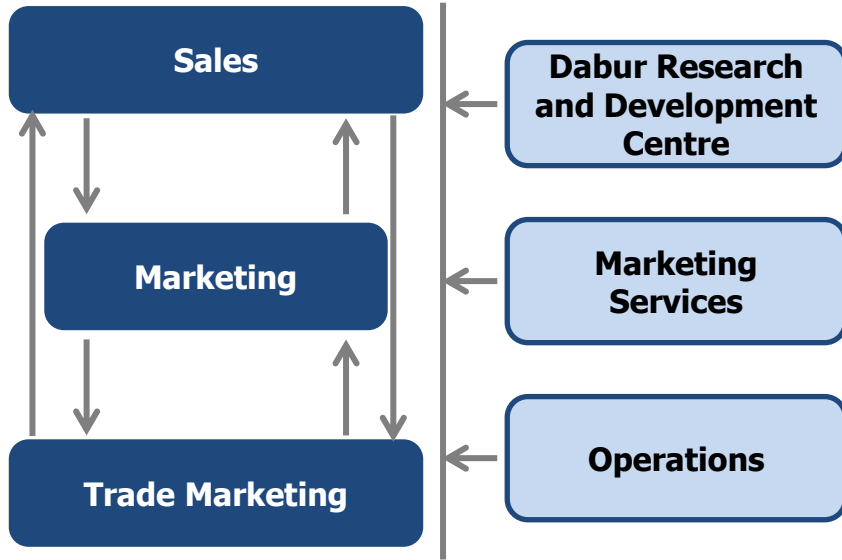 Sales
Marketing
Trade Marketing
Dabur Research
and Development
Centre
Marketing
Services
Operations